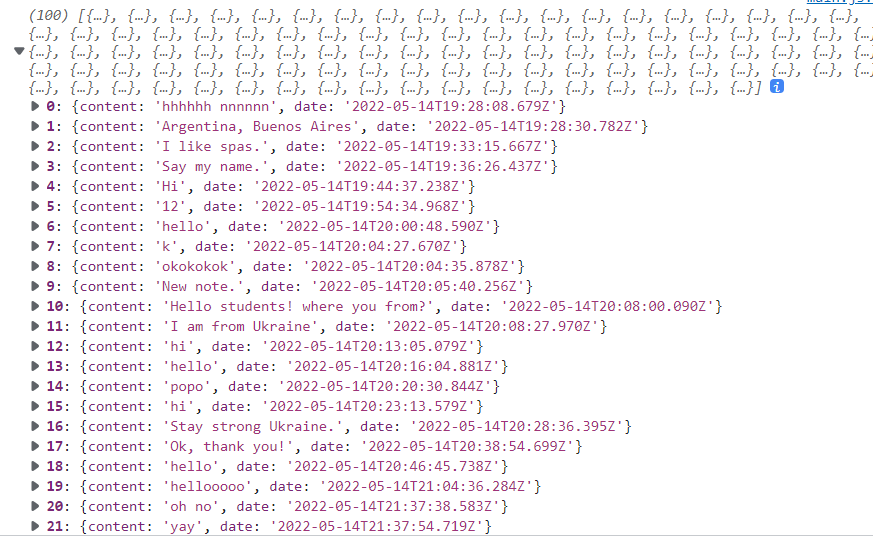 (100) [{…}, {…}, {…}, {…}, {…}, {…}, {…}, {…}, {…}, {…}, {…}, {…}, {…}, {…}, {…}, {…}, {…}, {…}, {…},
{…}, {…}, {…}, {…}, {…}, {…}, {…}, {…}, {…}, {…}, {…}, {…}, {…}, {…}, {…}, {…}, {…}, {…}, {…}, {…},
{…}, {…}, {…}, {…}, {…}, {…}, {…}, {…}, {…}, {…}, {…}, {…}, {…}, {…}, {…}, {…}, {…}, {…}, {…}, {…},
{…}, {…}, {…}, {…}, {…}, {…}, {…}, {…}, {…}, {…}, {…}, {…}, {…}, {…}, {…}, {…}, {…}, {…}, {…}, {…},
{…}, {…}, {…}, {…}, {…}, {…}, {…}, {…}, {…}, {…}, {…}, {…}, {…}, {…}, {…}, {…}, {…}, {…}] i
0: {content: 'hhhhhh nnnnnn', date: '2022-05-14T19:28:08.679Z'}
1: {content: 'Argentina, Buenos Aires', date: '2022-05-14T19:28:30.782Z'}
2: {content: 'I like spas.', date: '2022-05-14T19:33:15.667Z'}
3: {content: 'Say my name.', date: '2022-05-14T19:36:26.437Z'}
4: {content: 'Hi', date: '2022-05-14T19:44:37.238Z'}
5: {content: '12', date: '2022-05-14T19:54:34.968Z'}
6: {content: 'hello', date: '2022-05-14T20:00:48.590Z'}
7: {content: 'k', date: '2022-05-14T20:04:27.670Z'}
8: {content: 'okokokok', date: '2022-05-14T20:04:35.878Z'}
9: {content: 'New note.', date: '2022-05-14T20:05:40.256Z'}
10: {content: 'Hello students! where you from?', date: '2022-05-14T20:08:00.090Z'}
11: {content: 'I am from Ukraine', date: '2022-05-14T20:08:27.970Z'}
12: {content: 'hi', date: '2022-05-14T20:13:05.079Z'}
13: {content: 'hello', date: '2022-05-14T20:16:04.881Z'}
14: {content: 'popo', date: '2022-05-14T20:20:30.844Z'}
15: {content: 'hi', date: '2022-05-14T20:23:13.579Z'}
16: {content: 'Stay strong Ukraine.', date: '2022-05-14T20:28:36.395Z'}
17: {content: 'Ok, thank you!', date: '2022-05-14T20:38:54.699Z'}
18: {content: 'hello', date: '2022-05-14T20:46:45.738Z'}
19: {content: 'hellooooo', date: '2022-05-14T21:04:36.284Z'}
20: {content: 'oh no', date: '2022-05-14T21:37:38.583Z'}
21: {content: 'yay', date: '2022-05-14T21:37:54.719Z'}